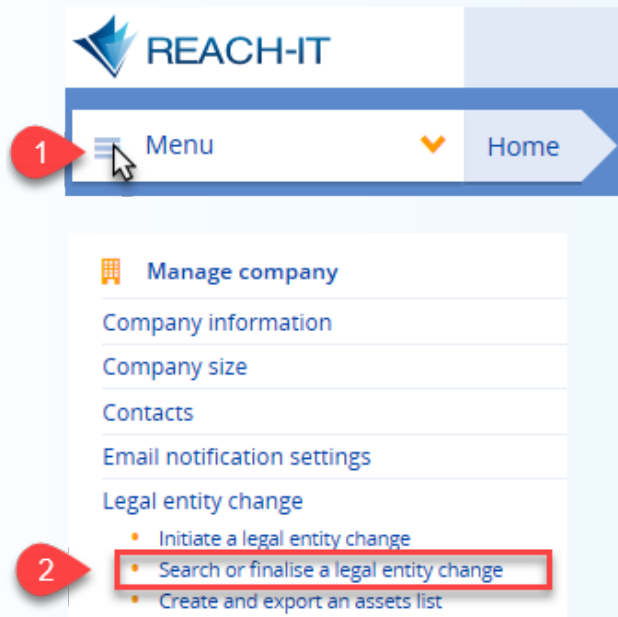 REACH-IT
1
Menu
Home
Manage company
Company information
Company size
Contacts
Email notification settings
Legal entity change
• Initiate a legal entity change
2
• Search or finalise a legal entity change
• Create and export an assets list